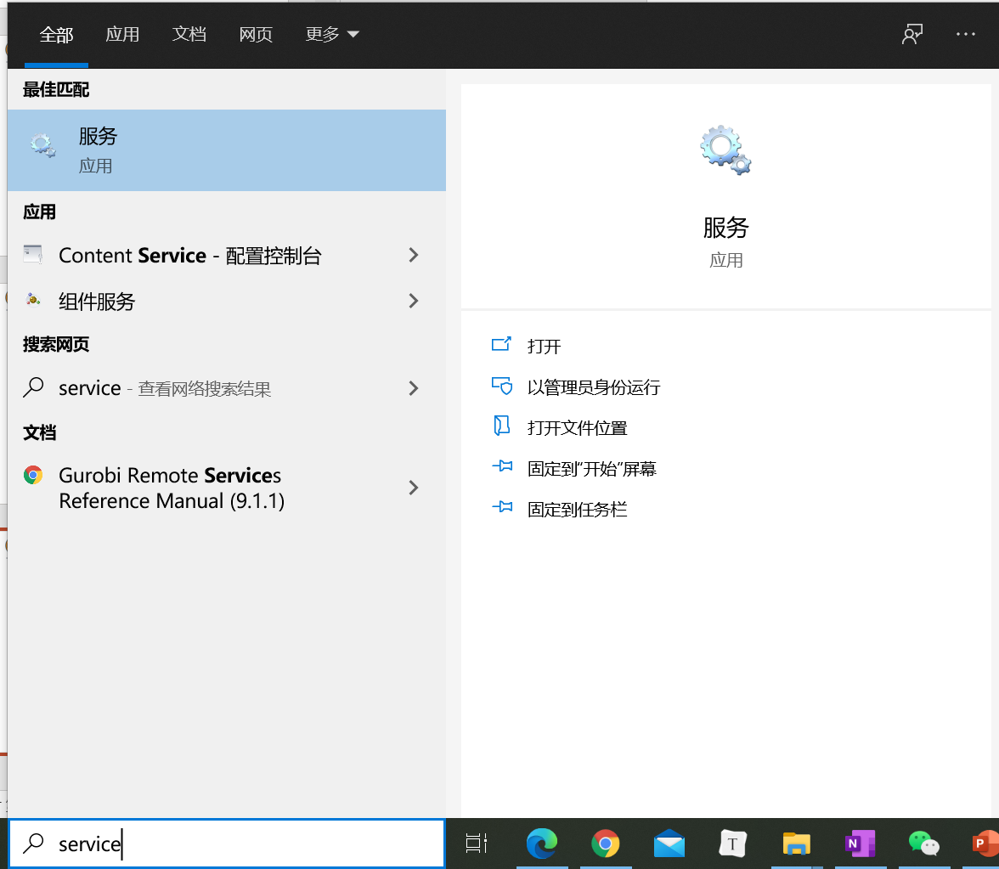 全部 应用 文档 网页 更多
最佳匹配
服务
应用
应用
Content Service - 配置控制台
组件服务
搜索网页
service - 查看网络搜索结果
文档
Gurobi Remote Services
Reference Manual (9.1.1)
服务
应用
打开
以管理员身份运行
打开文件位置
固定到“开始”屏幕
固定到任务栏
service
T
N
P